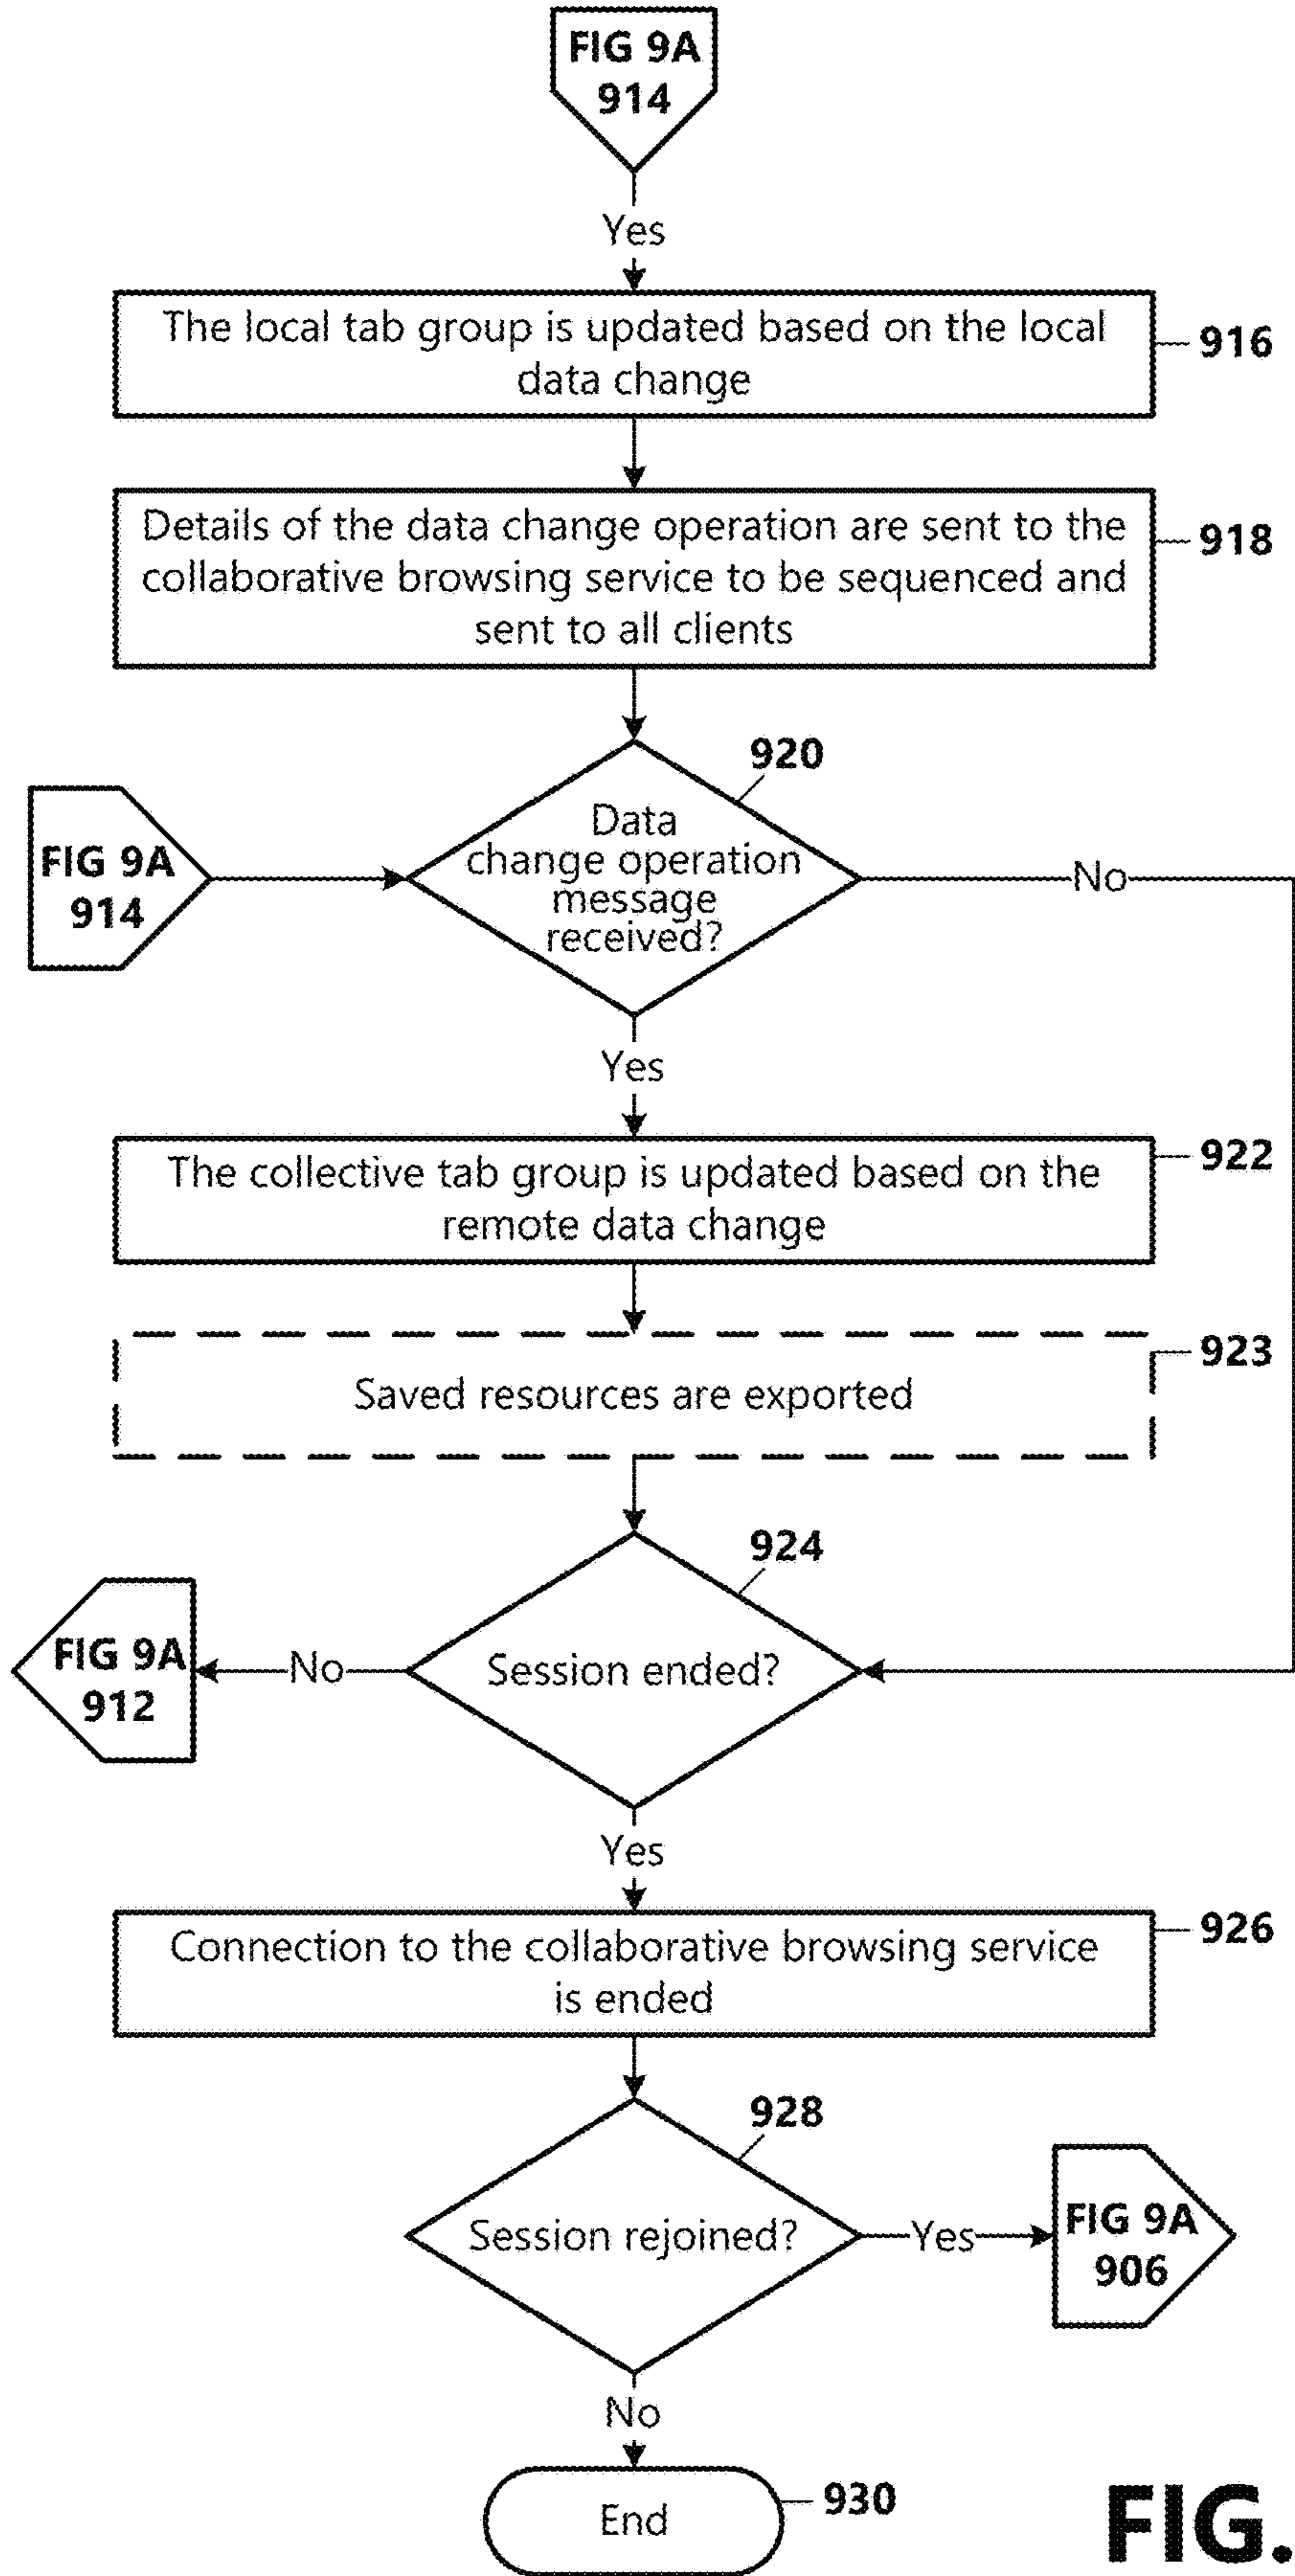 FIG 9A
914
Yes
The local tab group is updated based on the local
data change
916
Details of the data change operation are sent to the
collaborative browsing service to be sequenced and
sent to all clients
918
920
Data
change operation
message
received?
FIG 9A
914
No
Yes
The collective tab group is updated based on the
remote data change
922
Saved resources are exported
923
924
Session ended?
No
FIG 9A
912
Yes
Connection to the collaborative browsing service
is ended
926
928
Session rejoined?
Yes
FIG 9A
906
No
End
930
FIG.